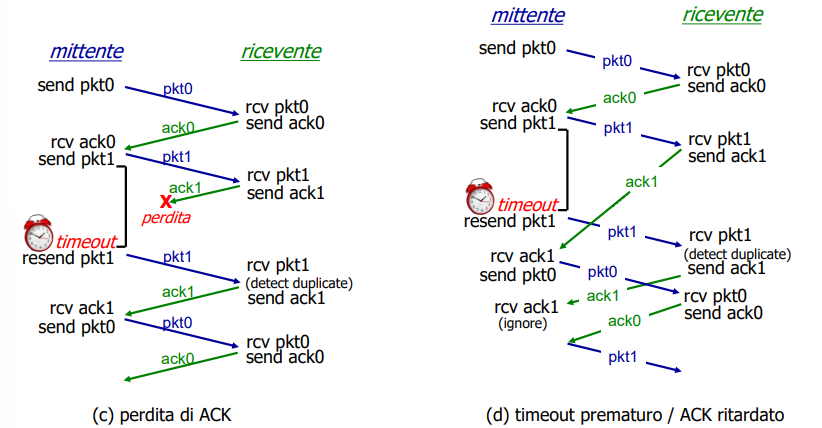 mittente
ricevente
send pkt0
pkt0
rcv pkt0
send ack0
ack0
rcv ack0
send pkt1
pkt1
rcv pkt1
send ack1
ack1
X
perdita
timeout
resend pkt1
pkt1
rcv pkt1
(detect duplicate)
send ack1
ack1
rcv ack1
send pkt0
pkt0
rcv pkt0
send ack0
ack0
(c) perdita di ACK
mittente
ricevente
send pkt0
pkt0
rcv pkt0
send ack0
ack0
rcv ack0
send pkt1
pkt1
rcv pkt1
send ack1
ack1
timeout
resend pkt1
pkt1
rcv pkt1
(detect duplicate)
send ack1
rcv ack1
send pkt0
pkt0
ack1
rcv pkt0
send ack0
rcv ack1
(ignore)
ack0
pkt1
(d) timeout prematuro / ACK ritardato